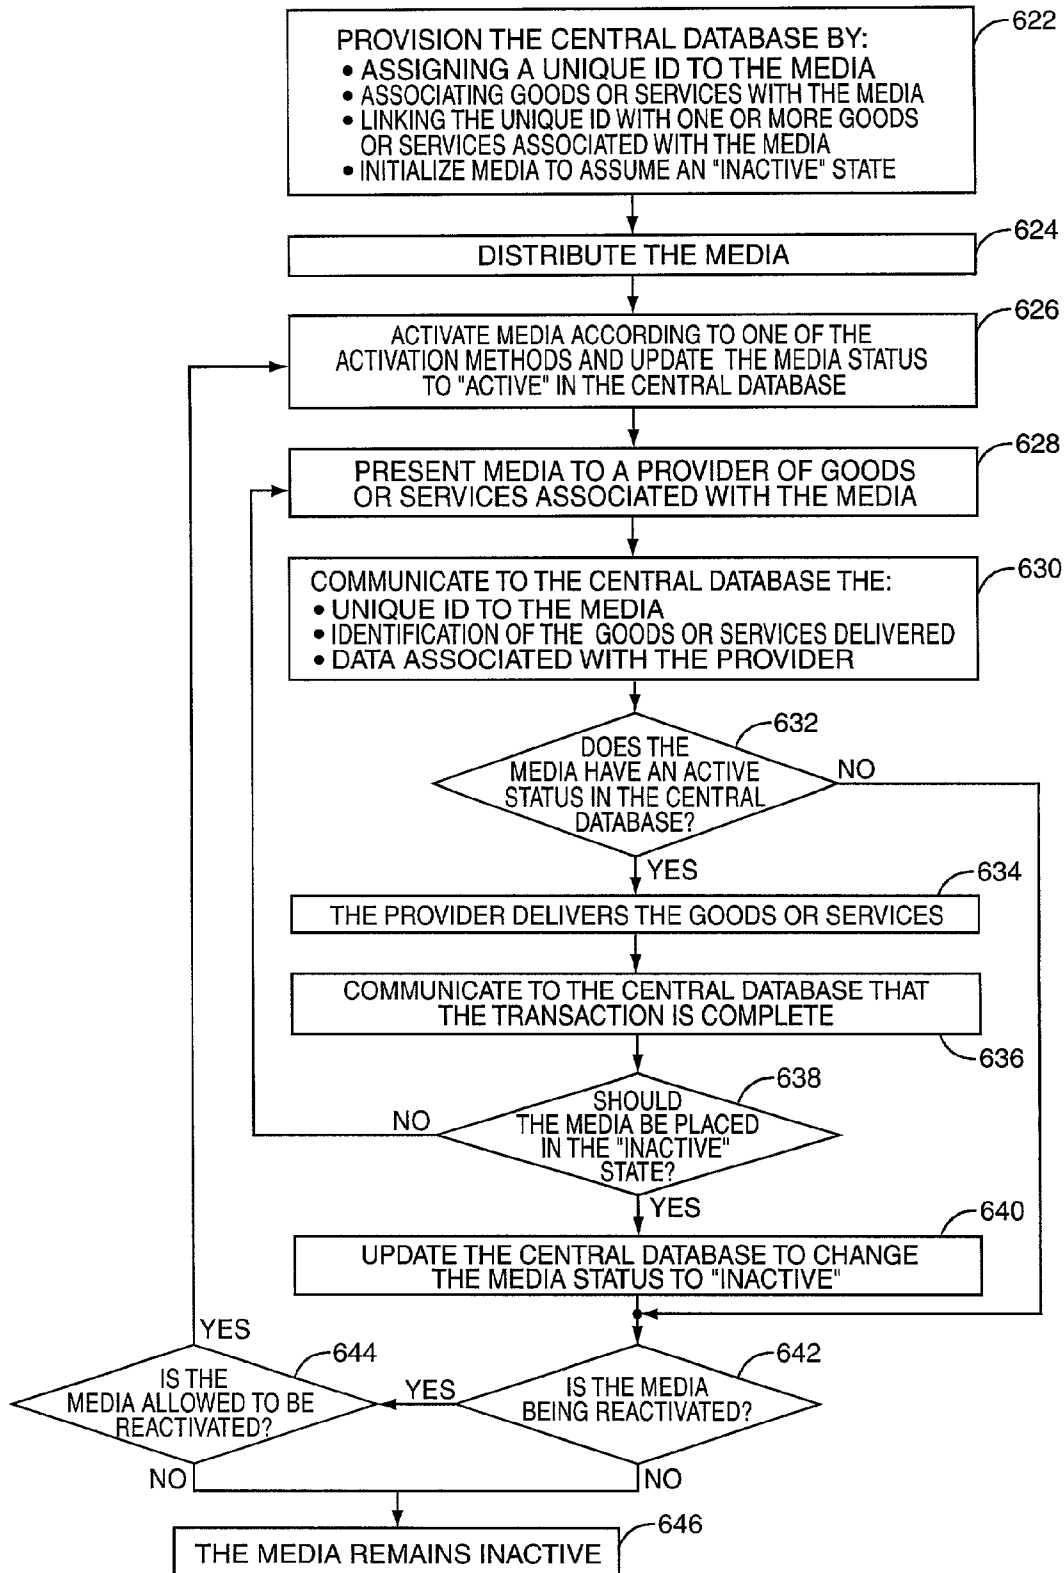 PROVISION THE CENTRAL DATABASE BY:
• ASSIGNING A UNIQUE ID TO THE MEDIA
• ASSOCIATING GOODS OR SERVICES WITH THE MEDIA
• LINKING THE UNIQUE ID WITH ONE OR MORE GOODS
OR SERVICES ASSOCIATED WITH THE MEDIA
• INITIALIZE MEDIA TO ASSUME AN "INACTIVE" STATE
622
DISTRIBUTE THE MEDIA
624
ACTIVATE MEDIA ACCORDING TO ONE OF THE
ACTIVATION METHODS AND UPDATE THE MEDIA STATUS
TO "ACTIVE" IN THE CENTRAL DATABASE
626
PRESENT MEDIA TO A PROVIDER OF GOODS
OR SERVICES ASSOCIATED WITH THE MEDIA
628
COMMUNICATE TO THE CENTRAL DATABASE THE:
• UNIQUE ID TO THE MEDIA
• IDENTIFICATION OF THE GOODS OR SERVICES DELIVERED
• DATA ASSOCIATED WITH THE PROVIDER
630
DOES THE
MEDIA HAVE AN ACTIVE
STATUS IN THE CENTRAL
DATABASE?
632
NO
YES
THE PROVIDER DELIVERS THE GOODS OR SERVICES
634
COMMUNICATE TO THE CENTRAL DATABASE THAT
THE TRANSACTION IS COMPLETE
636
SHOULD
THE MEDIA BE PLACED
IN THE "INACTIVE"
STATE?
638
NO
YES
UPDATE THE CENTRAL DATABASE TO CHANGE
THE MEDIA STATUS TO "INACTIVE"
640
IS THE MEDIA
BEING REACTIVATED?
642
YES
NO
IS THE
MEDIA ALLOWED TO BE
REACTIVATED?
644
YES
NO
THE MEDIA REMAINS INACTIVE
646